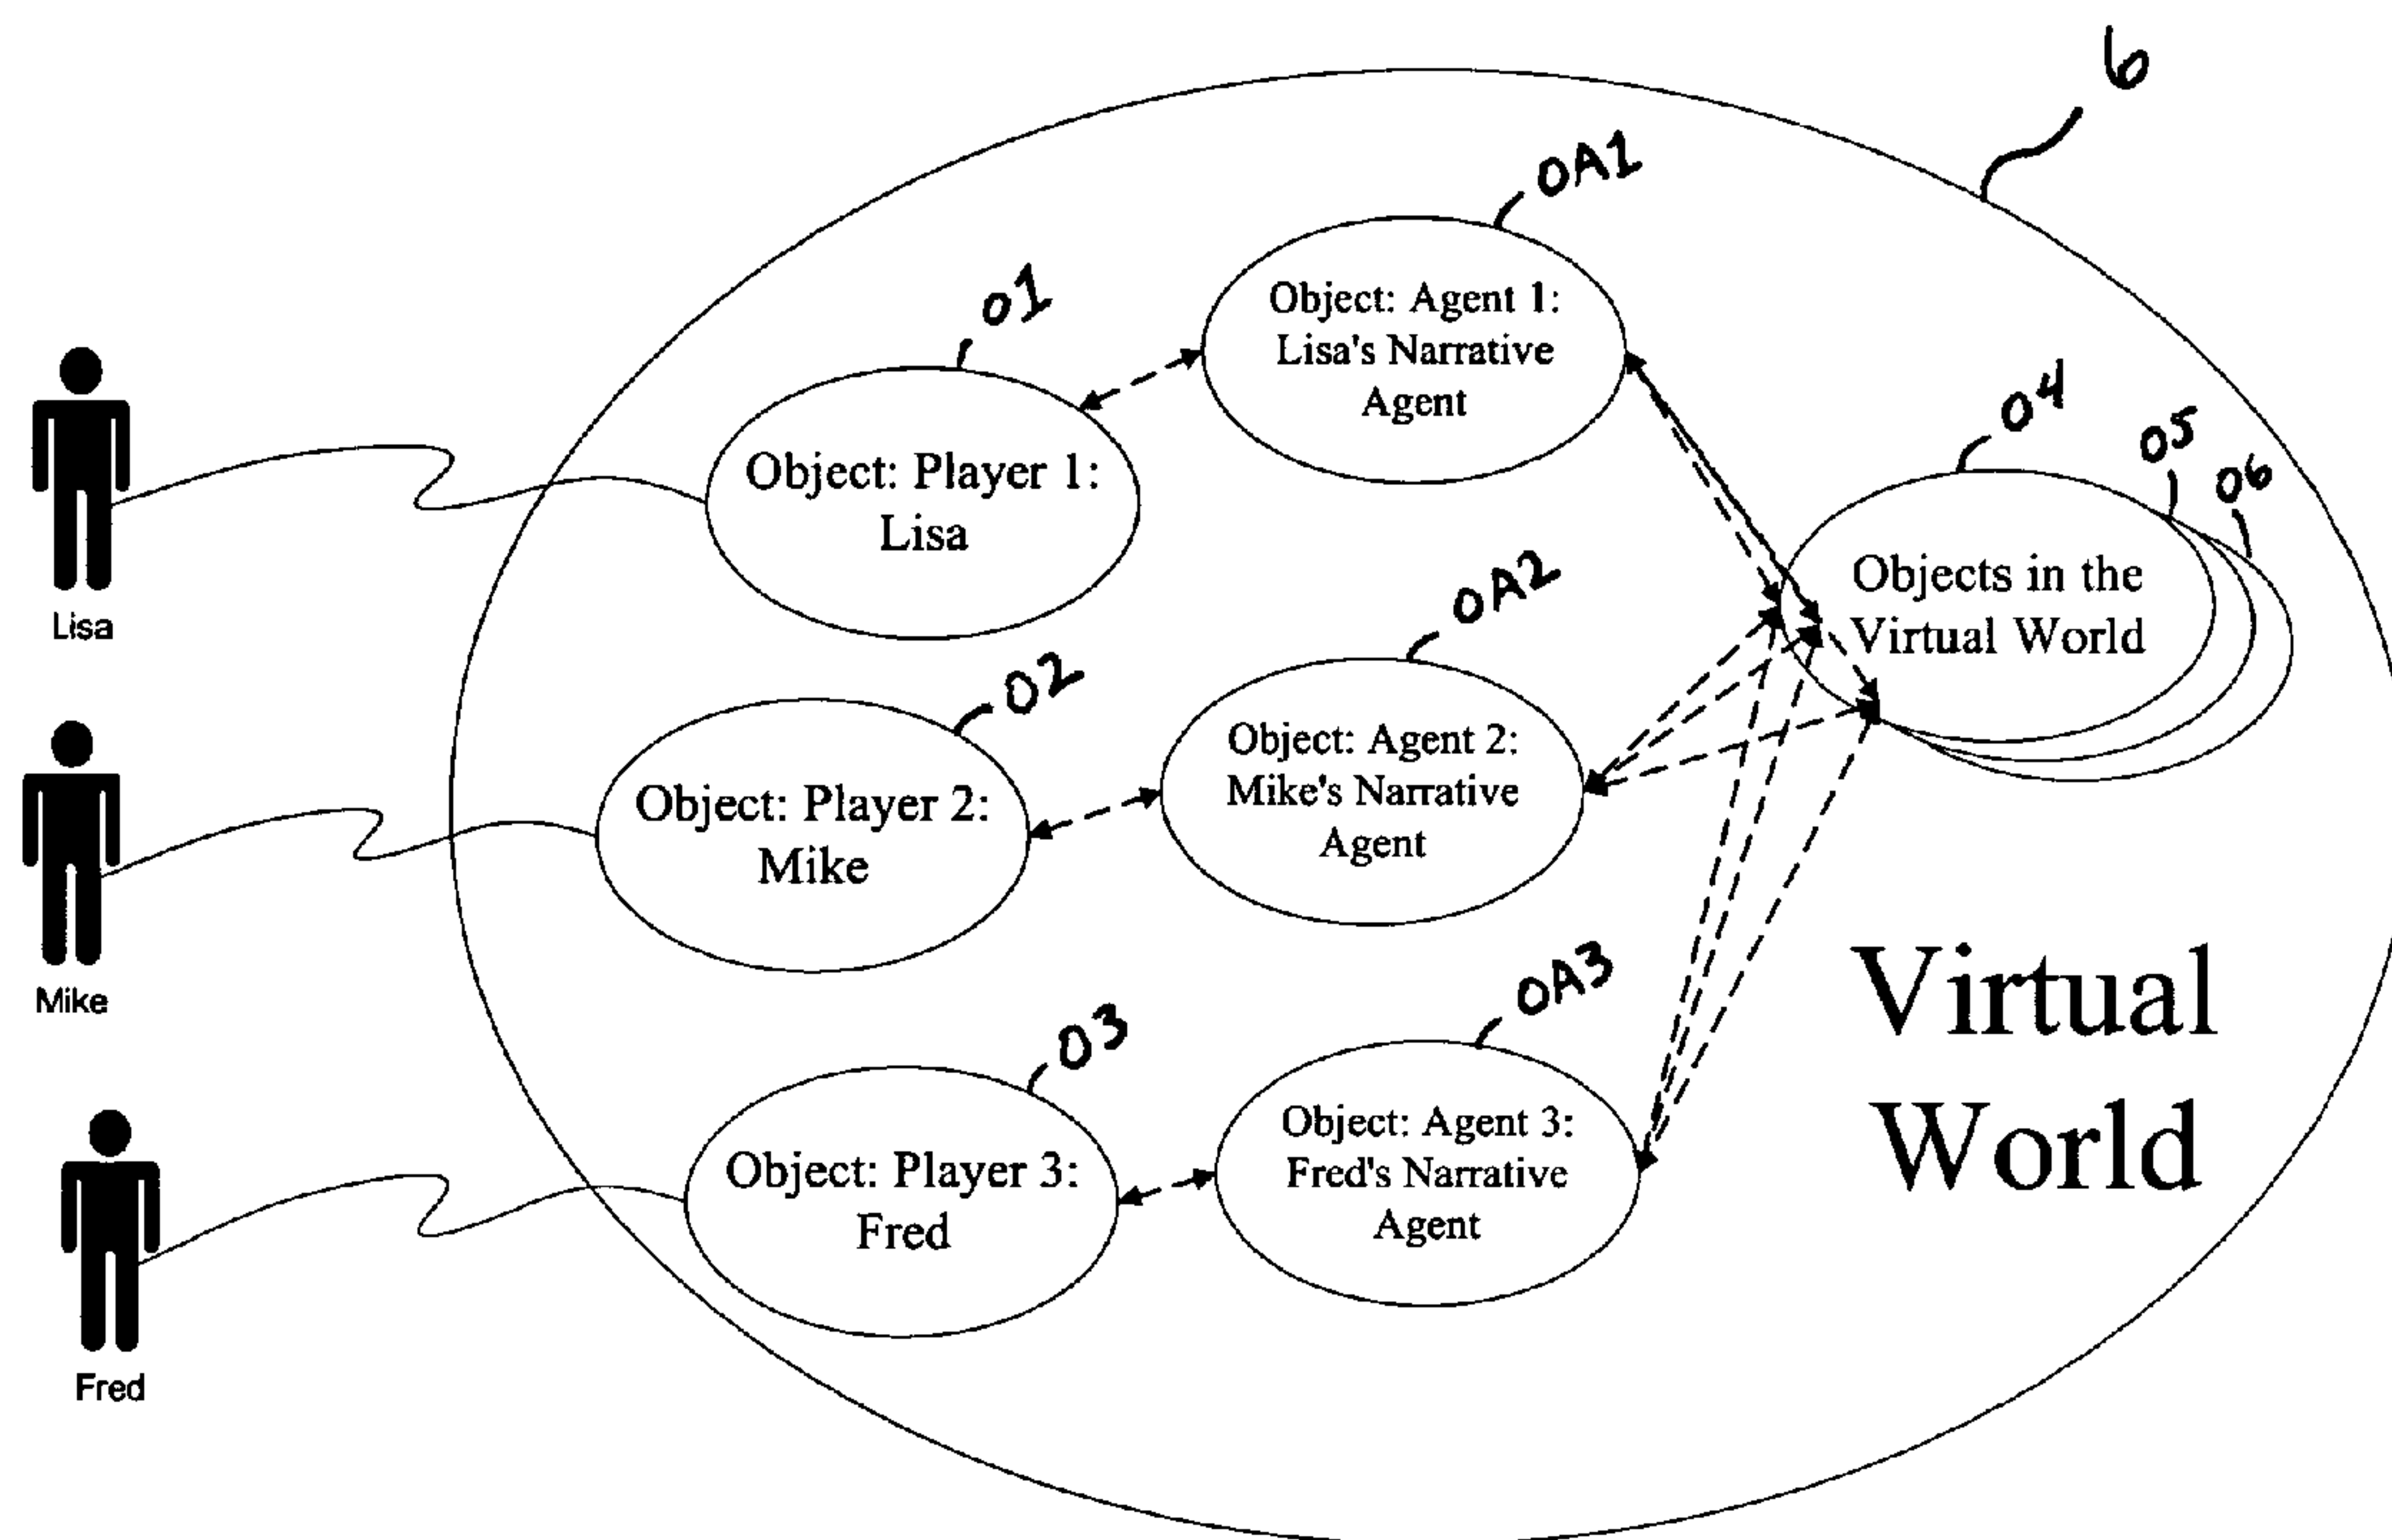 6
OA1
Object: Agent 1:
Lisa's Narrative
Agent
O1
Object: Player 1:
Lisa
Lisa
O4
O5
O6
Objects in the
Virtual World
OA2
Object: Agent 2:
Mike's Narrative
Agent
O2
Object: Player 2:
Mike
Mike
OA3
Object: Agent 3:
Fred's Narrative
Agent
O3
Object: Player 3:
Fred
Fred
Virtual
World